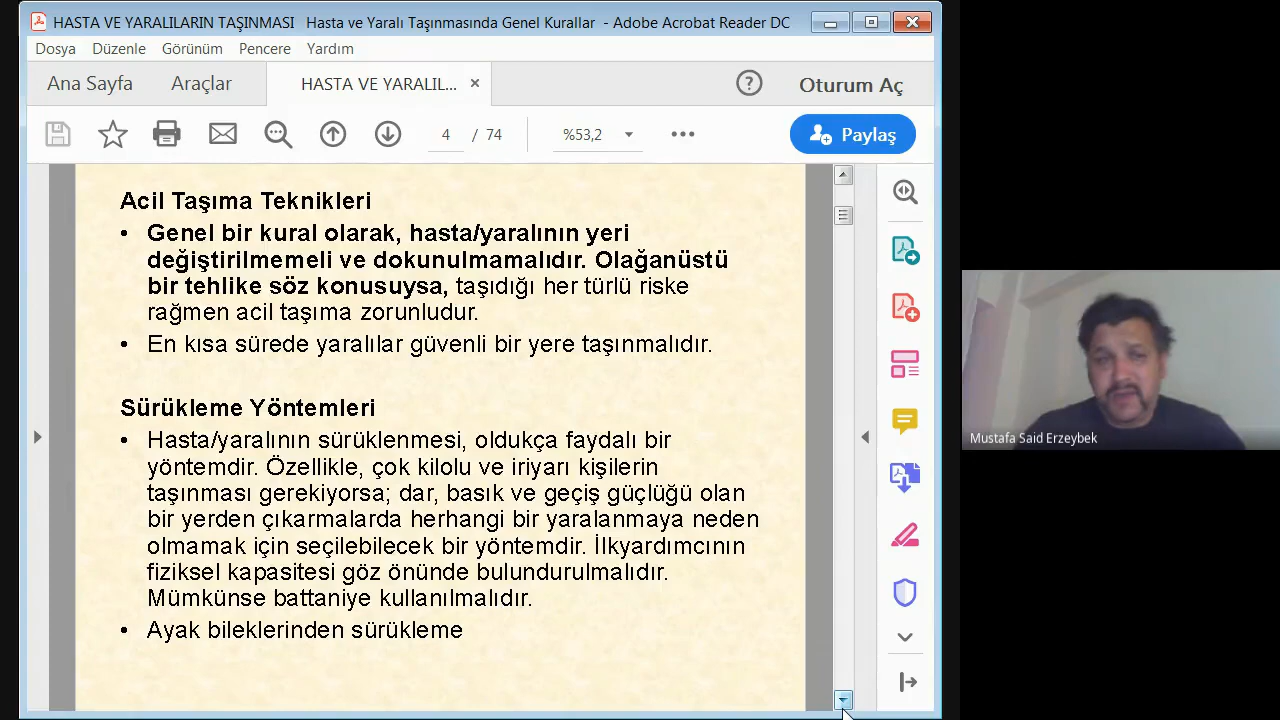 HASTA VE YARALILARIN TAŞINMASI   Hasta ve Yaralı Taşınmasında Genel Kurallar  - Adobe Acrobat Reader DC
Dosya Düzenle Görünüm Pencere Yardım
Ana Sayfa Araçlar HASTA VE YARALIL... × Oturum Aç
4 / 74 %53,2 Paylaş
Acil Taşıma Teknikleri
• Genel bir kural olarak, hasta/yaralının yeri
değiştirilmemeli ve dokunulmamalıdır. Olağanüstü
bir tehlike söz konusuysa, taşıdığı her türlü riske
rağmen acil taşıma zorunludur.
• En kısa sürede yaralılar güvenli bir yere taşınmalıdır.
Sürükleme Yöntemleri
• Hasta/yaralının sürüklenmesi, oldukça faydalı bir
yöntemdir. Özellikle, çok kilolu ve iriyarı kişilerin
taşınması gerekiyorsa; dar, basık ve geçiş güçlüğü olan
bir yerden çıkarmalarda herhangi bir yaralanmaya neden
olmamak için seçilebilecek bir yöntemdir. İlkyardımcının
fiziksel kapasitesi göz önünde bulundurulmalıdır.
Mümkünse battaniye kullanılmalıdır.
• Ayak bileklerinden sürükleme
Mustafa Said Erzeybek